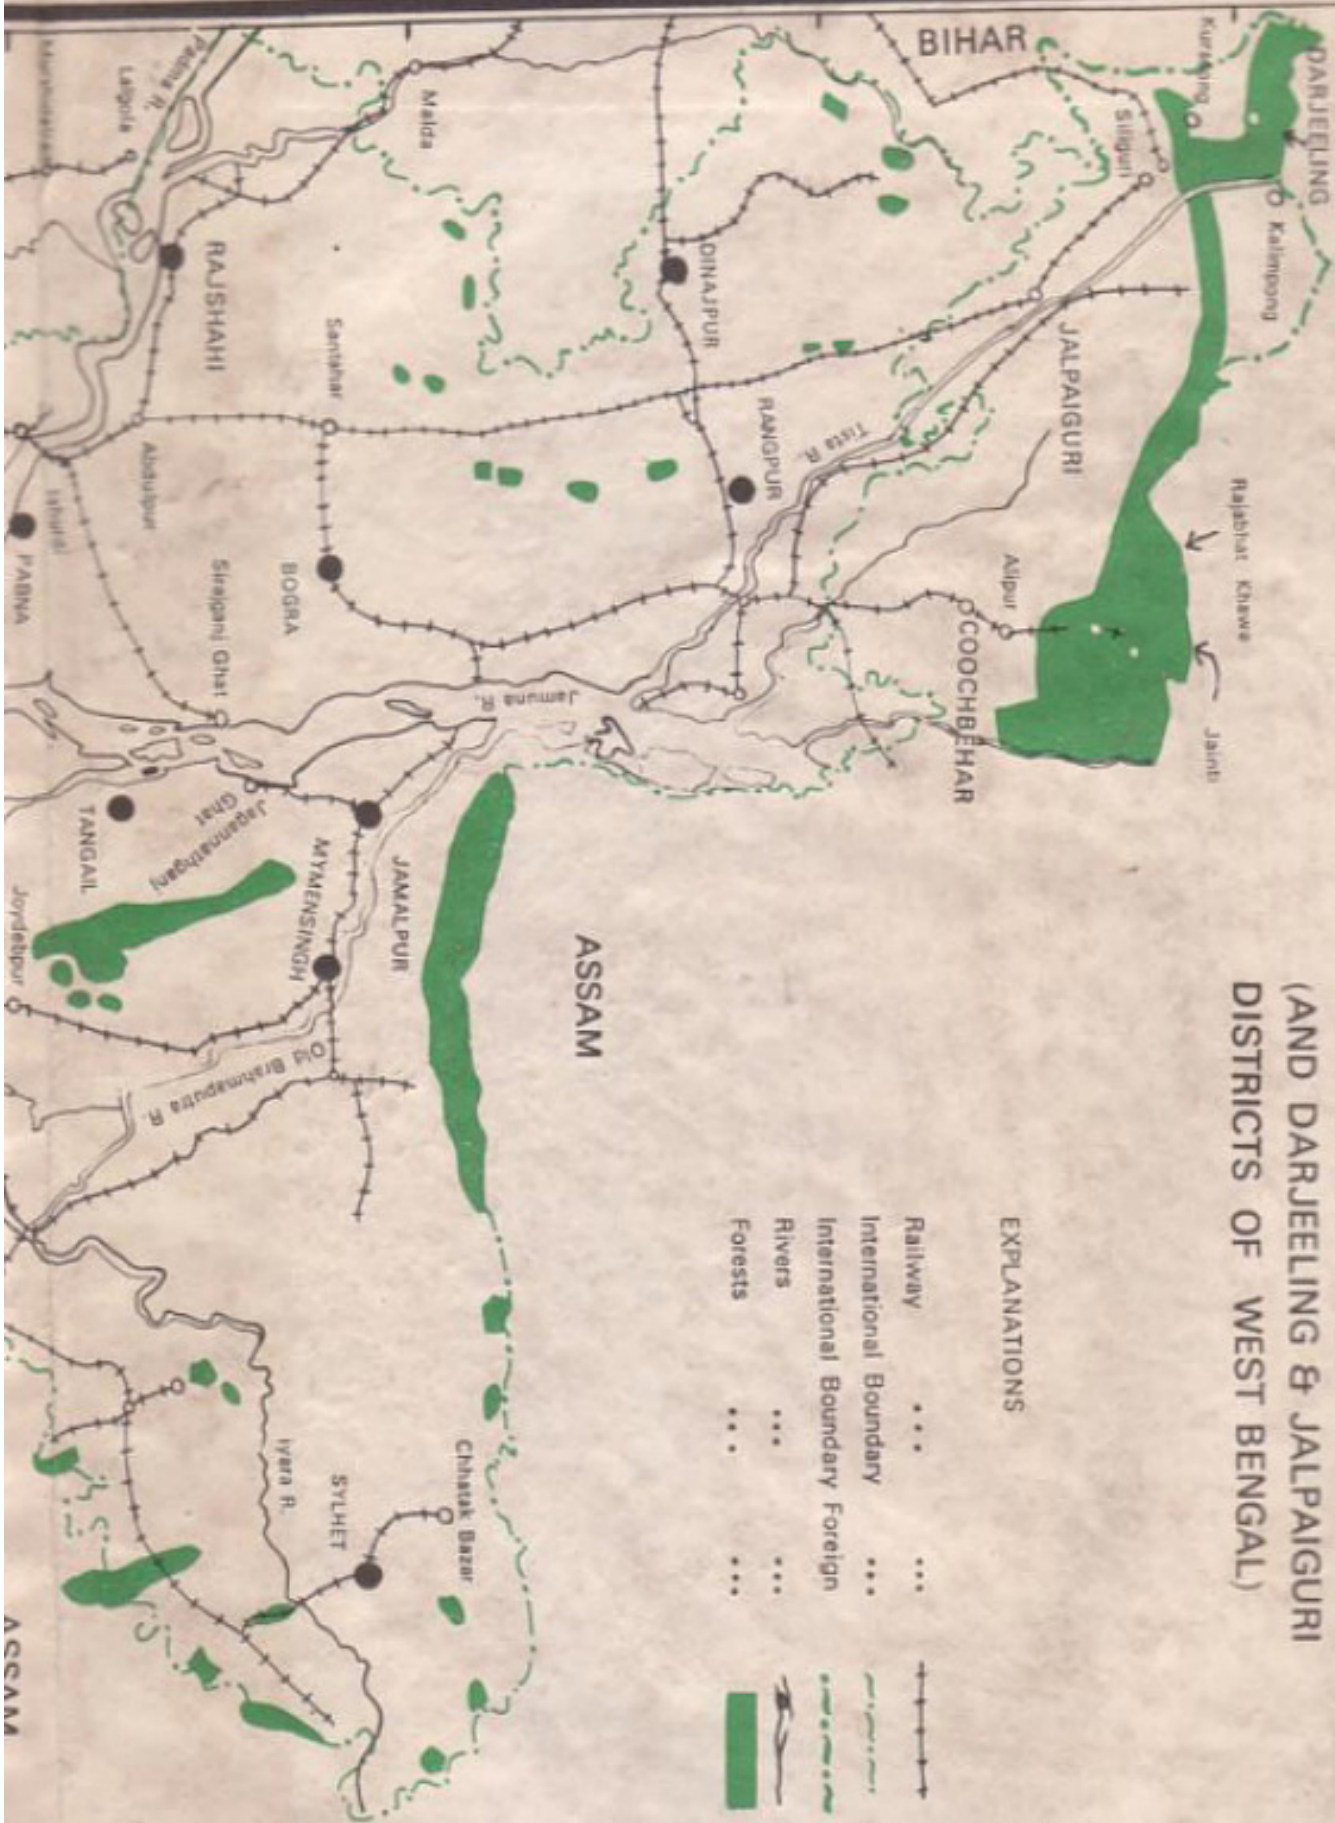 (AND DARJEELING & JALPAIGURI
DISTRICTS OF WEST BENGAL)
EXPLANATIONS
Railway ... ...
International Boundary ...
International Boundary Foreign
Rivers ... ...
Forests ... ...
DARJEELING
Kalimpong
Siliguri
BIHAR
JALPAIGURI
Rajabhat Khawe
Jainti
Alipur
COOCHBEHAR
Tista R.
DINAJPUR
RANGPUR
Malda
Padma R.
Lalgola
RAJSHAHI
Santahar
Abdulpur
Ishurdi
PABNA
BOGRA
Sirajganj Ghat
Jamuna R.
Jagannathganj
Ghat
TANGAIL
JAMALPUR
MYMENSINGH
Joydebpur
Old Brahmaputra R.
ASSAM
Chhatak Bazar
SYLHET
ASSAM